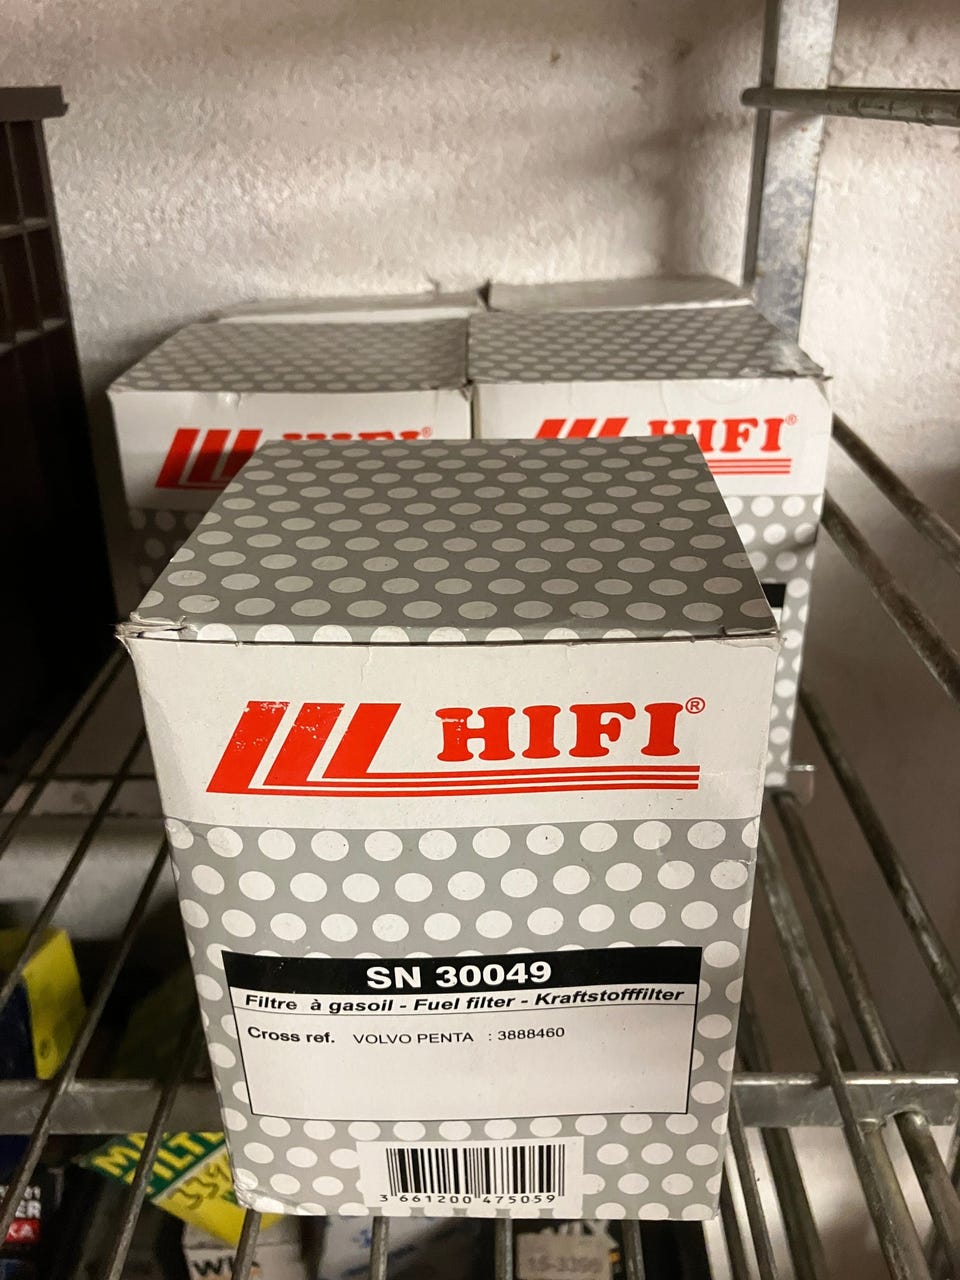 HIFI®
HIFI®
HIFI®
SN 30049
Filtre à gasoil - Fuel filter - Kraftstofffilter
Cross ref. VOLVO PENTA : 3888460
3 661200 475059